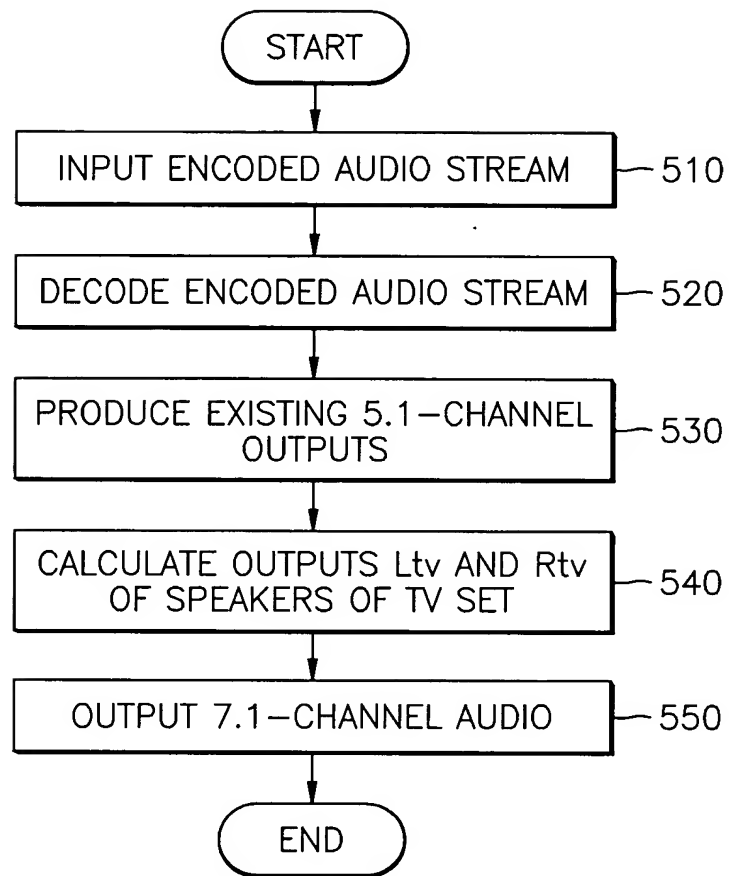 START
INPUT ENCODED AUDIO STREAM 510
DECODE ENCODED AUDIO STREAM 520
PRODUCE EXISTING 5.1-CHANNEL
OUTPUTS 530
CALCULATE OUTPUTS Ltv AND Rtv
OF SPEAKERS OF TV SET 540
OUTPUT 7.1-CHANNEL AUDIO 550
END